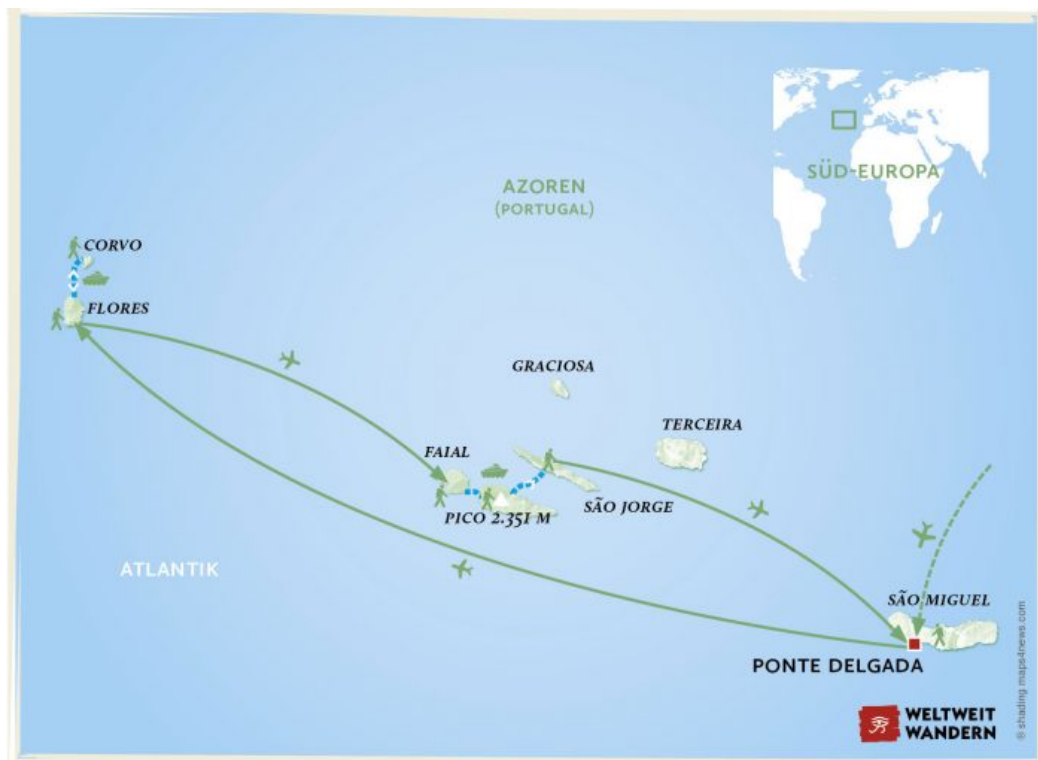 SÜD-EUROPA
AZOREN
(PORTUGAL)
CORVO
FLORES
GRACIOSA
TERCEIRA
FAIAL
SÃO JORGE
PICO 2.351 M
ATLANTIK
SÃO MIGUEL
PONTE DELGADA
WELTWEIT
WANDERN
© shading maps4news.com